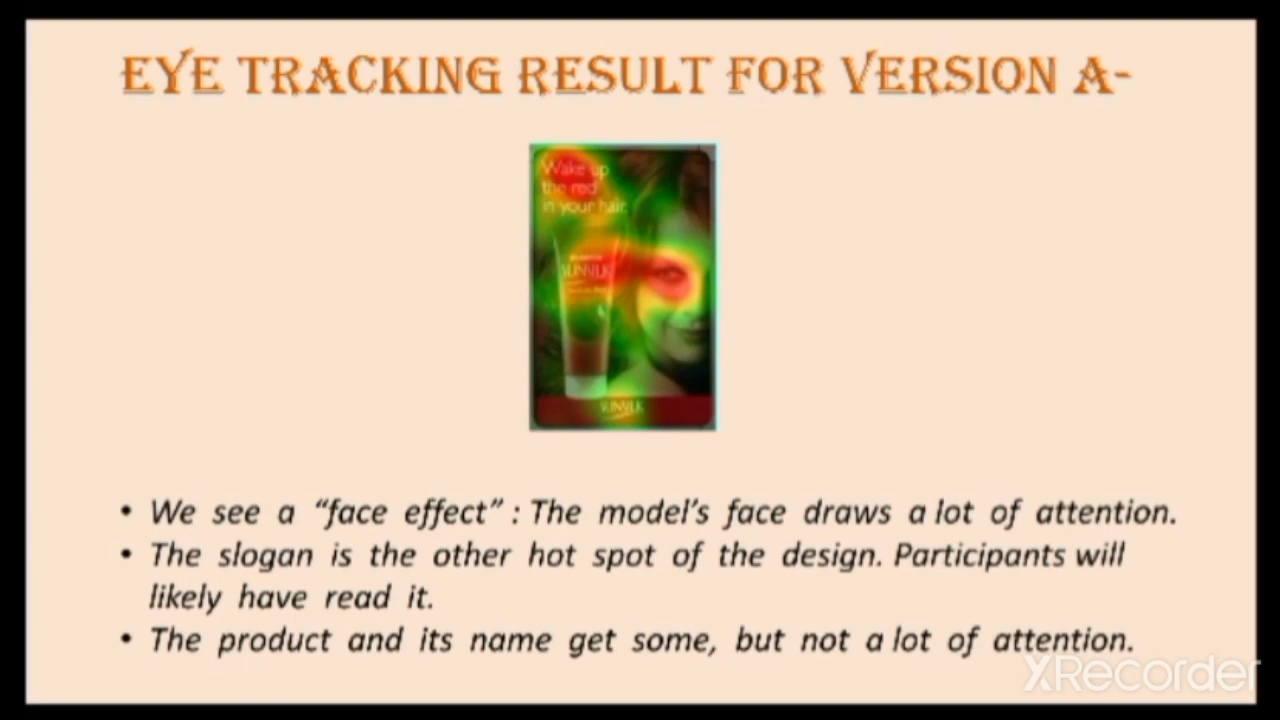 EYE TRACKING RESULT FOR VERSION A-
Wake up
the red
in your hair.
SUNSILK
SUNSILK
• We see a “face effect” : The model’s face draws a lot of attention.
• The slogan is the other hot spot of the design. Participants will
likely have read it.
• The product and its name get some, but not a lot of attention.
XRecorder